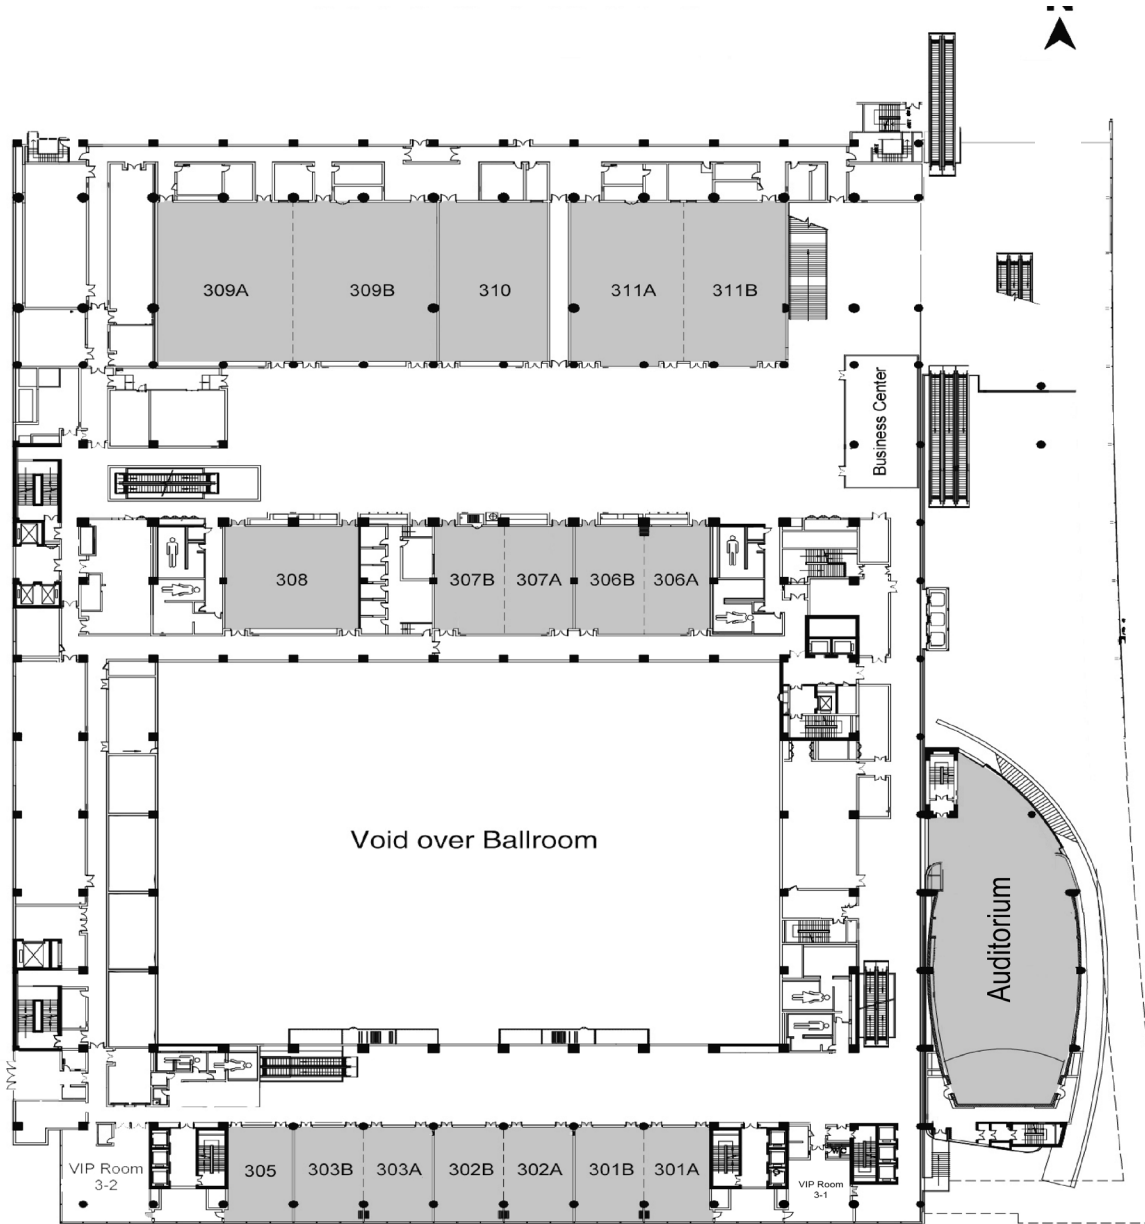 309A
309B
310
311A
311B
Business Center
308
307B
307A
306B
306A
Void over Ballroom
Auditorium
VIP Room
3-2
305
303B
303A
302B
302A
301B
301A
VIP Room
3-1